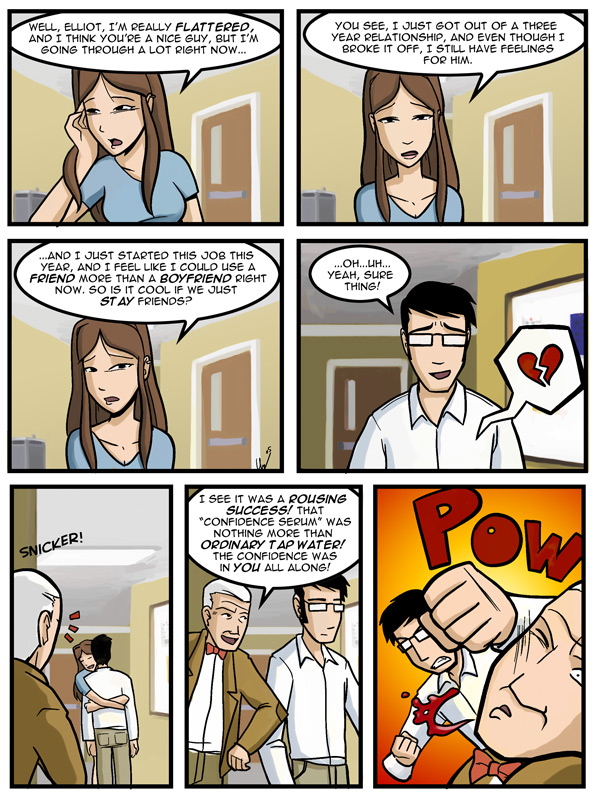 WELL, ELLIOT, I'M REALLY FLATTERED,
AND I THINK YOU'RE A NICE GUY, BUT I'M
GOING THROUGH A LOT RIGHT NOW...
YOU SEE, I JUST GOT OUT OF A THREE
YEAR RELATIONSHIP, AND EVEN THOUGH I
BROKE IT OFF, I STILL HAVE FEELINGS
FOR HIM.
...AND I JUST STARTED THIS JOB THIS
YEAR, AND I FEEL LIKE I COULD USE A
FRIEND MORE THAN A BOYFRIEND RIGHT
NOW. SO IS IT COOL IF WE JUST
STAY FRIENDS?
...OH...UH...
YEAH, SURE
THING!
SNICKER!
I SEE IT WAS A ROUSING
SUCCESS! THAT
"CONFIDENCE SERUM" WAS
NOTHING MORE THAN
ORDINARY TAP WATER!
THE CONFIDENCE WAS
IN YOU ALL ALONG!
POW